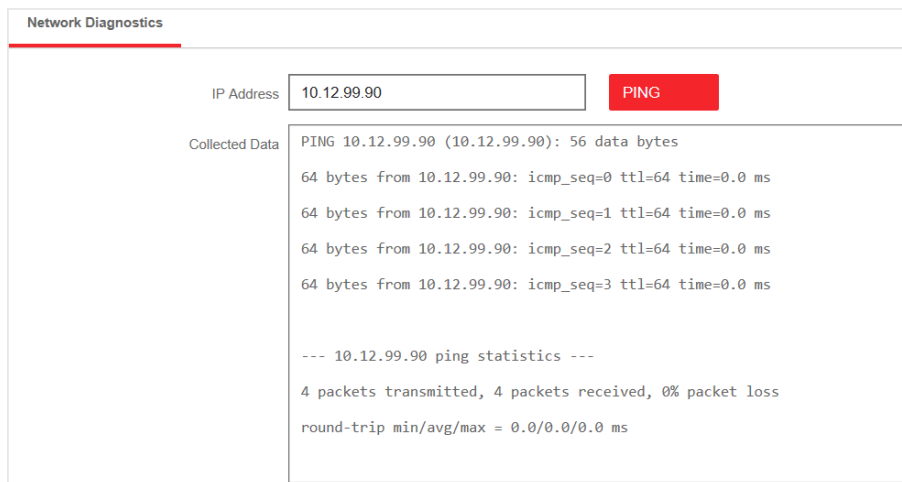 Network Diagnostics
IP Address 10.12.99.90 PING
Collected Data
PING 10.12.99.90 (10.12.99.90): 56 data bytes
64 bytes from 10.12.99.90: icmp_seq=0 ttl=64 time=0.0 ms
64 bytes from 10.12.99.90: icmp_seq=1 ttl=64 time=0.0 ms
64 bytes from 10.12.99.90: icmp_seq=2 ttl=64 time=0.0 ms
64 bytes from 10.12.99.90: icmp_seq=3 ttl=64 time=0.0 ms
--- 10.12.99.90 ping statistics ---
4 packets transmitted, 4 packets received, 0% packet loss
round-trip min/avg/max = 0.0/0.0/0.0 ms